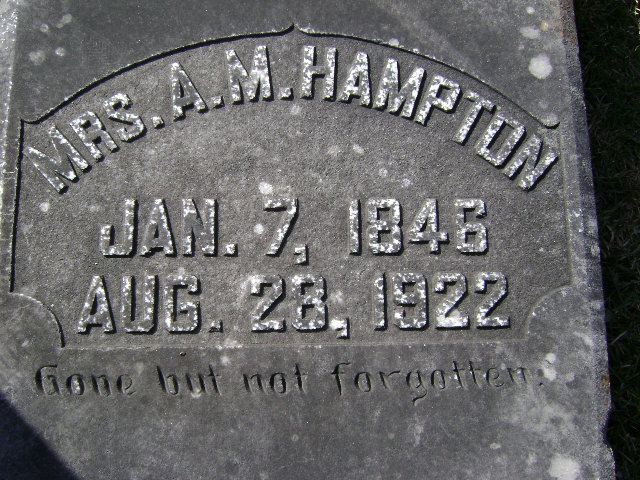 MRS. A. M. HAMPTON
JAN. 7, 1846
AUG. 28, 1922
Gone but not forgotten.